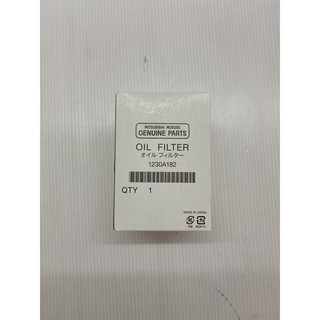 MITSUBISHI MOTORS
GENUINE PARTS
OIL FILTER
オイル フィルター
1230A182
QTY 1
MADE IN JAPAN